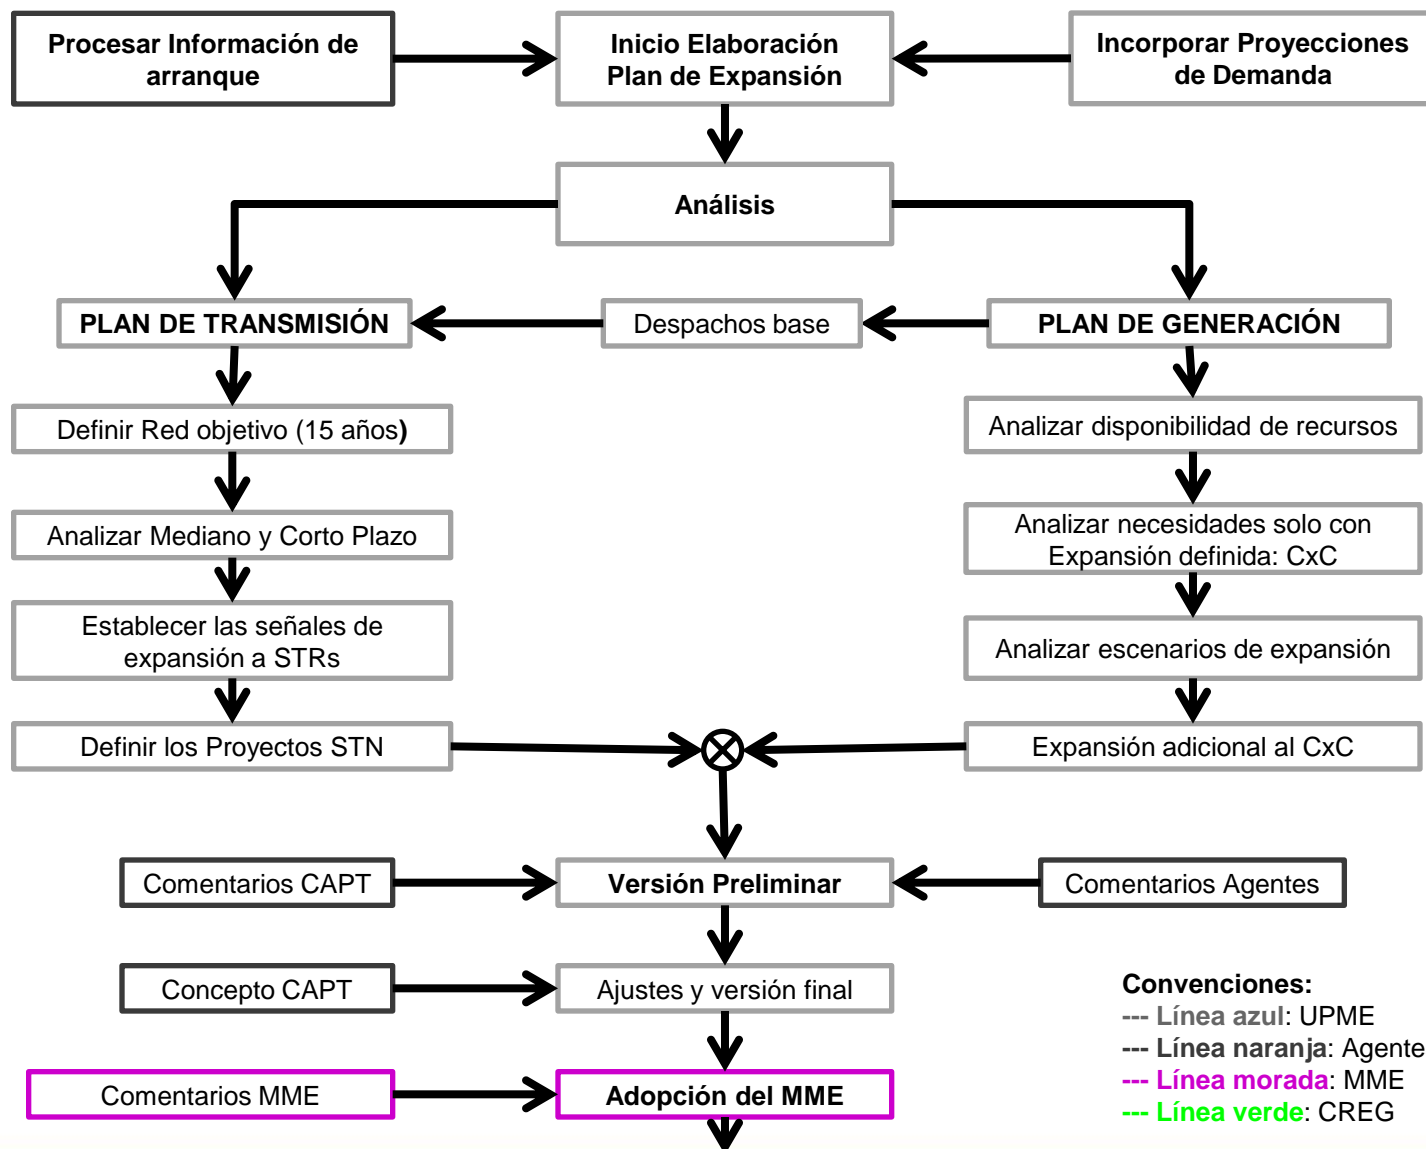 Procesar Información de
arranque
Inicio Elaboración
Plan de Expansión
Incorporar Proyecciones
de Demanda
Análisis
PLAN DE TRANSMISIÓN
Despachos base
PLAN DE GENERACIÓN
Definir Red objetivo (15 años)
Analizar disponibilidad de recursos
Analizar Mediano y Corto Plazo
Analizar necesidades solo con
Expansión definida: CxC
Establecer las señales de
expansión a STRs
Analizar escenarios de expansión
Definir los Proyectos STN
Expansión adicional al CxC
Comentarios CAPT
Versión Preliminar
Comentarios Agentes
Concepto CAPT
Ajustes y versión final
Comentarios MME
Adopción del MME
Convenciones:
--- Línea azul: UPME
--- Línea naranja: Agente
--- Línea morada: MME
--- Línea verde: CREG